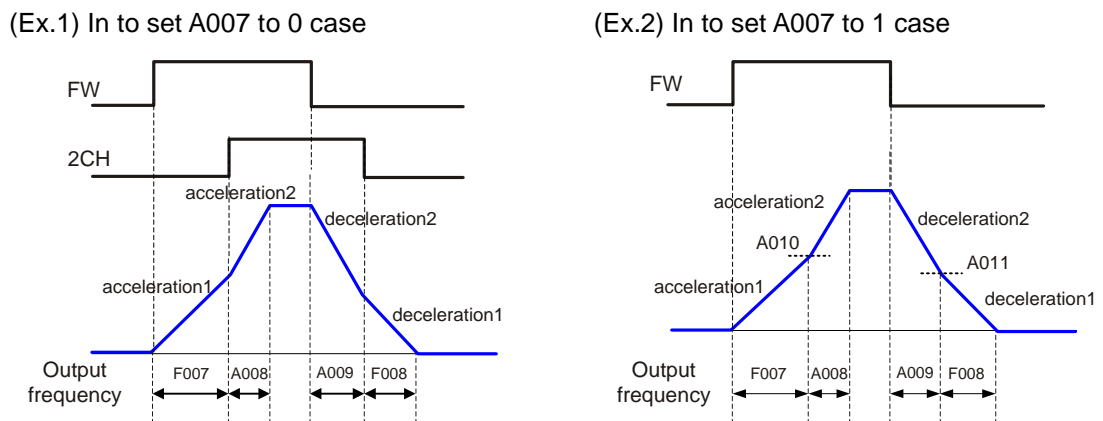 (Ex.1) In to set A007 to 0 case
FW
2CH
acceleration2
deceleration2
acceleration1
deceleration1
Output
frequency
F007
A008
A009
F008
(Ex.2) In to set A007 to 1 case
FW
acceleration2
deceleration2
A010
A011
acceleration1
deceleration1
Output
frequency
F007
A008
A009
F008